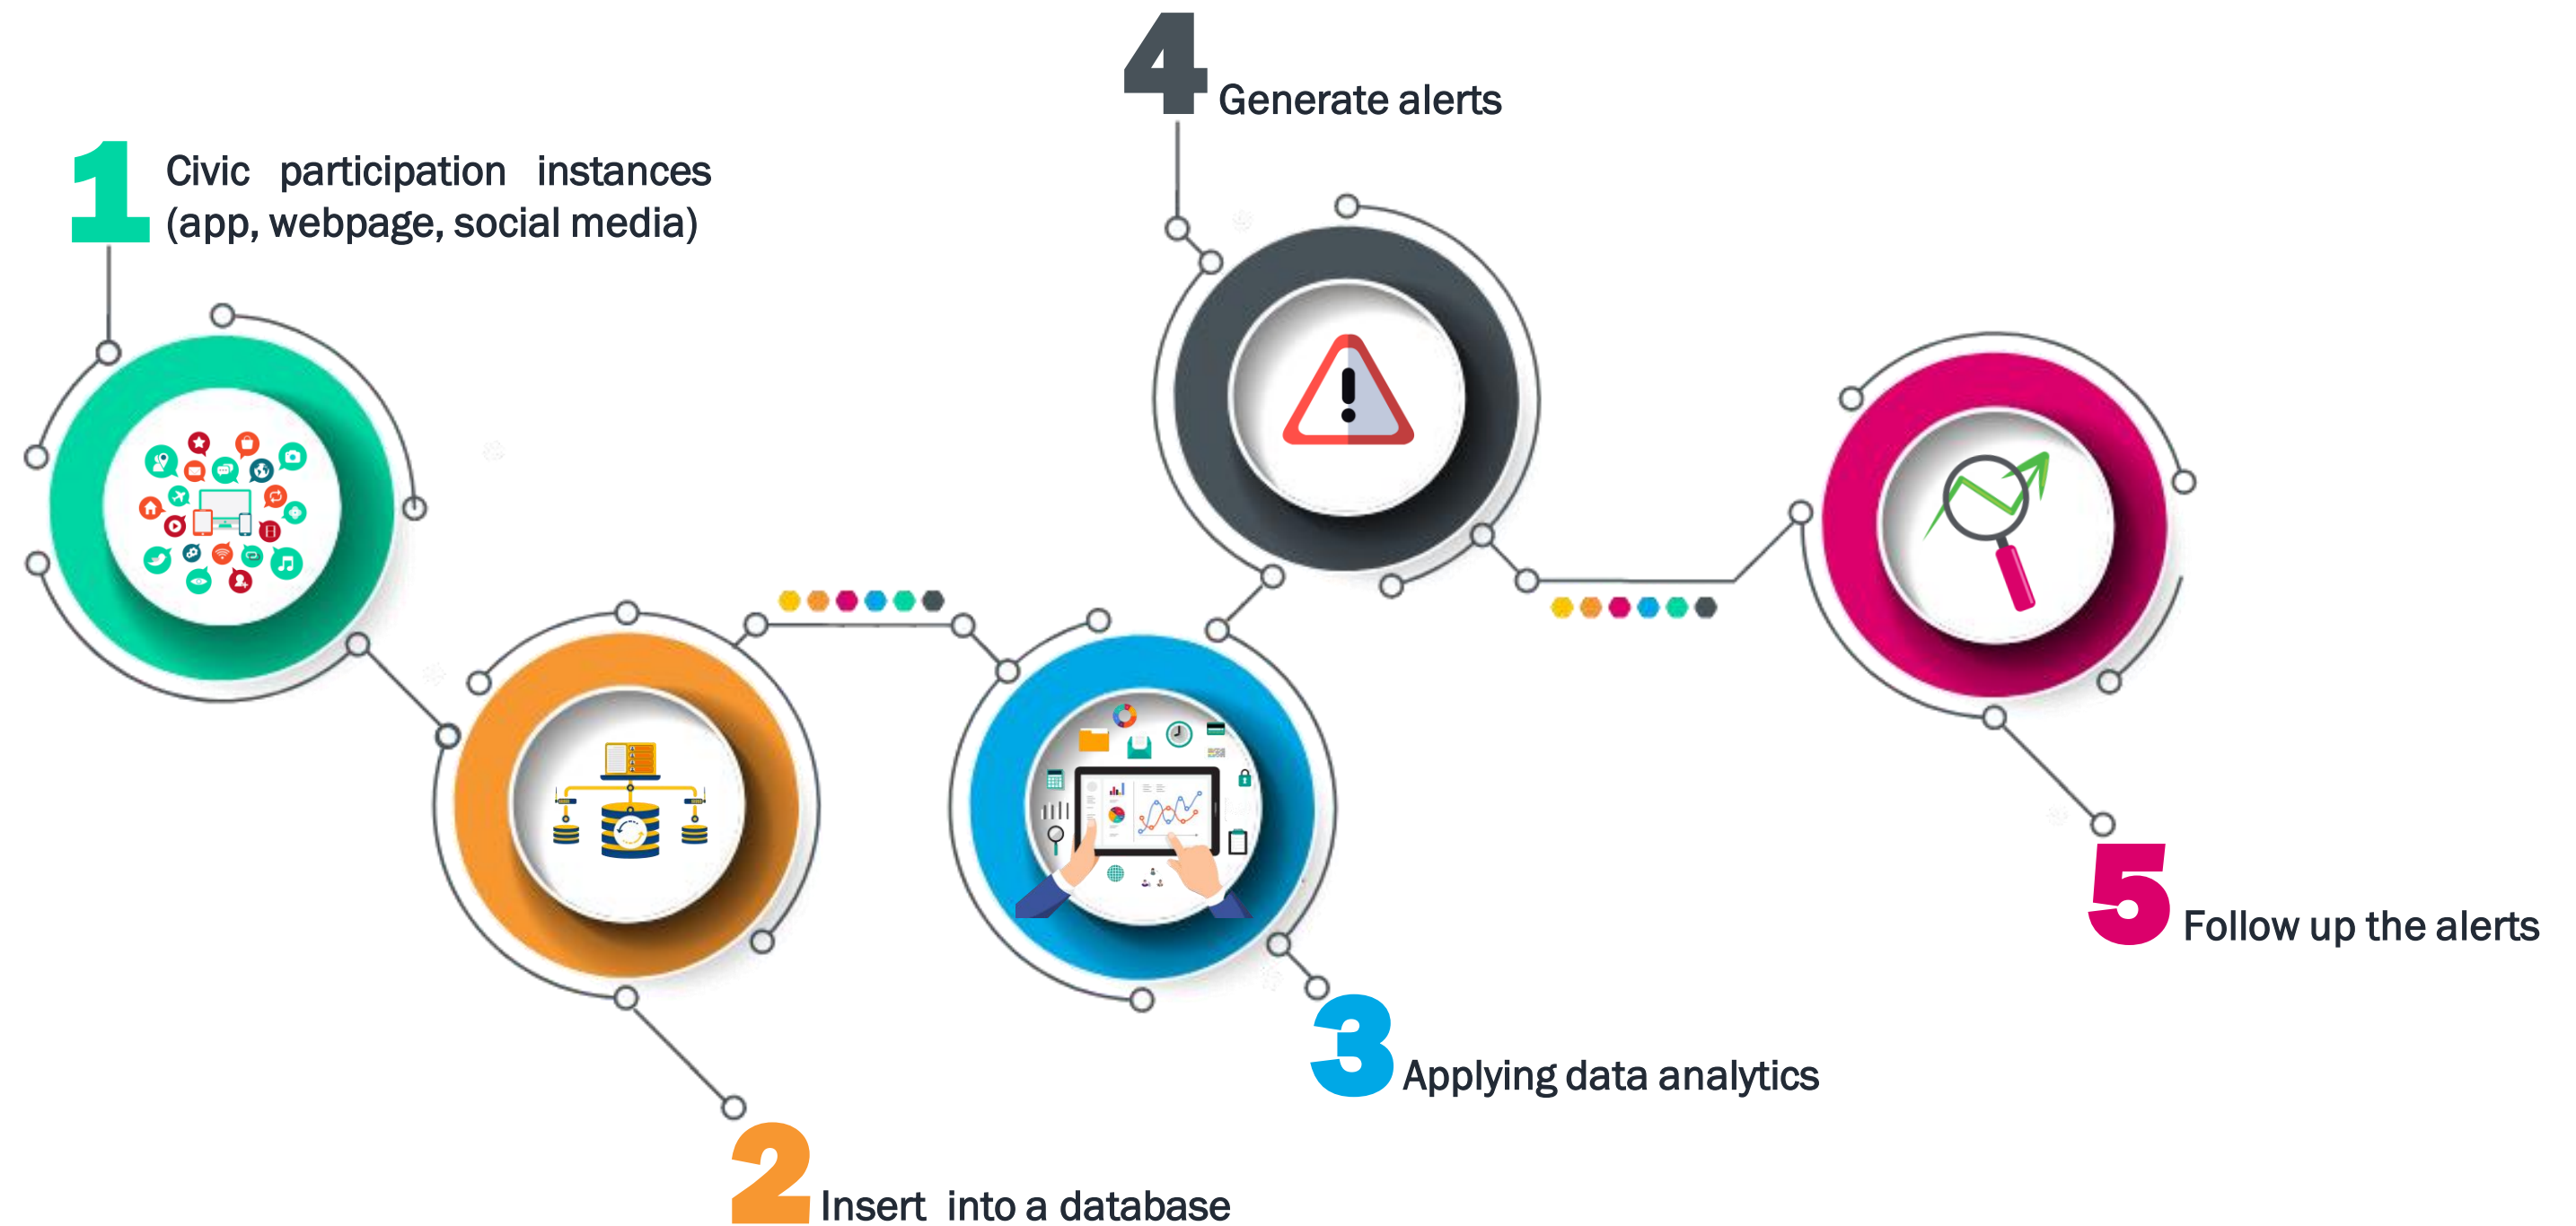 1
Civic participation instances
(app, webpage, social media)
2
Insert into a database
3
Applying data analytics
4
Generate alerts
5
Follow up the alerts